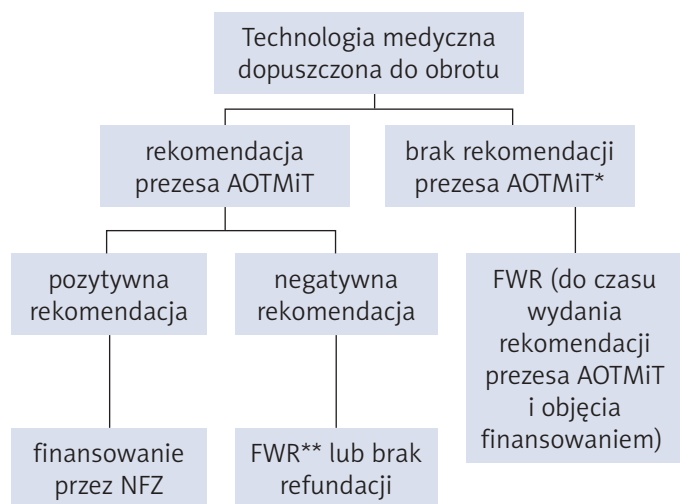 Technologia medyczna
dopuszczona do obrotu
rekomendacja
prezesa AOTMiT
brak rekomendacji
prezesa AOTMiT*
pozytywna
rekomendacja
negatywna
rekomendacja
FWR (do czasu
wydania
rekomendacji
prezesa AOTMiT
i objęcia
finansowaniem)
finansowanie
przez NFZ
FWR** lub brak
refundacji